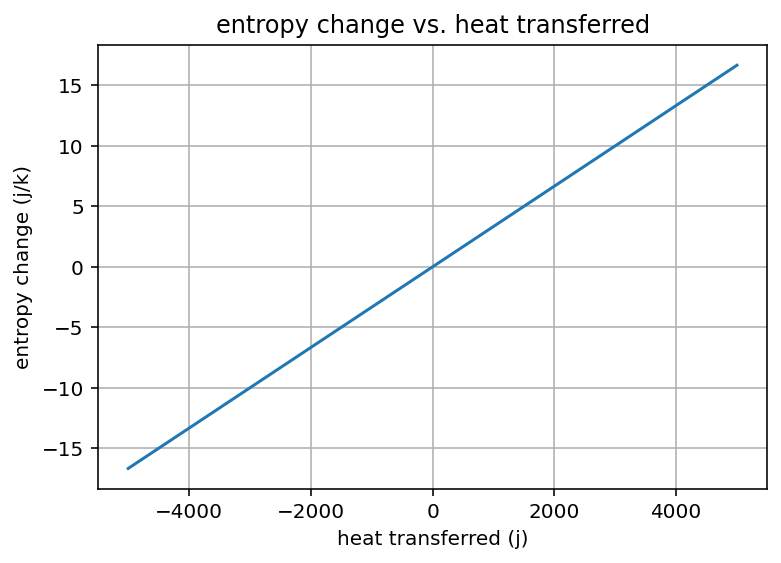 entropy change vs. heat transferred
entropy change (j/k)
15
10
5
0
−5
−10
−15
−4000 −2000 0 2000 4000
heat transferred (j)